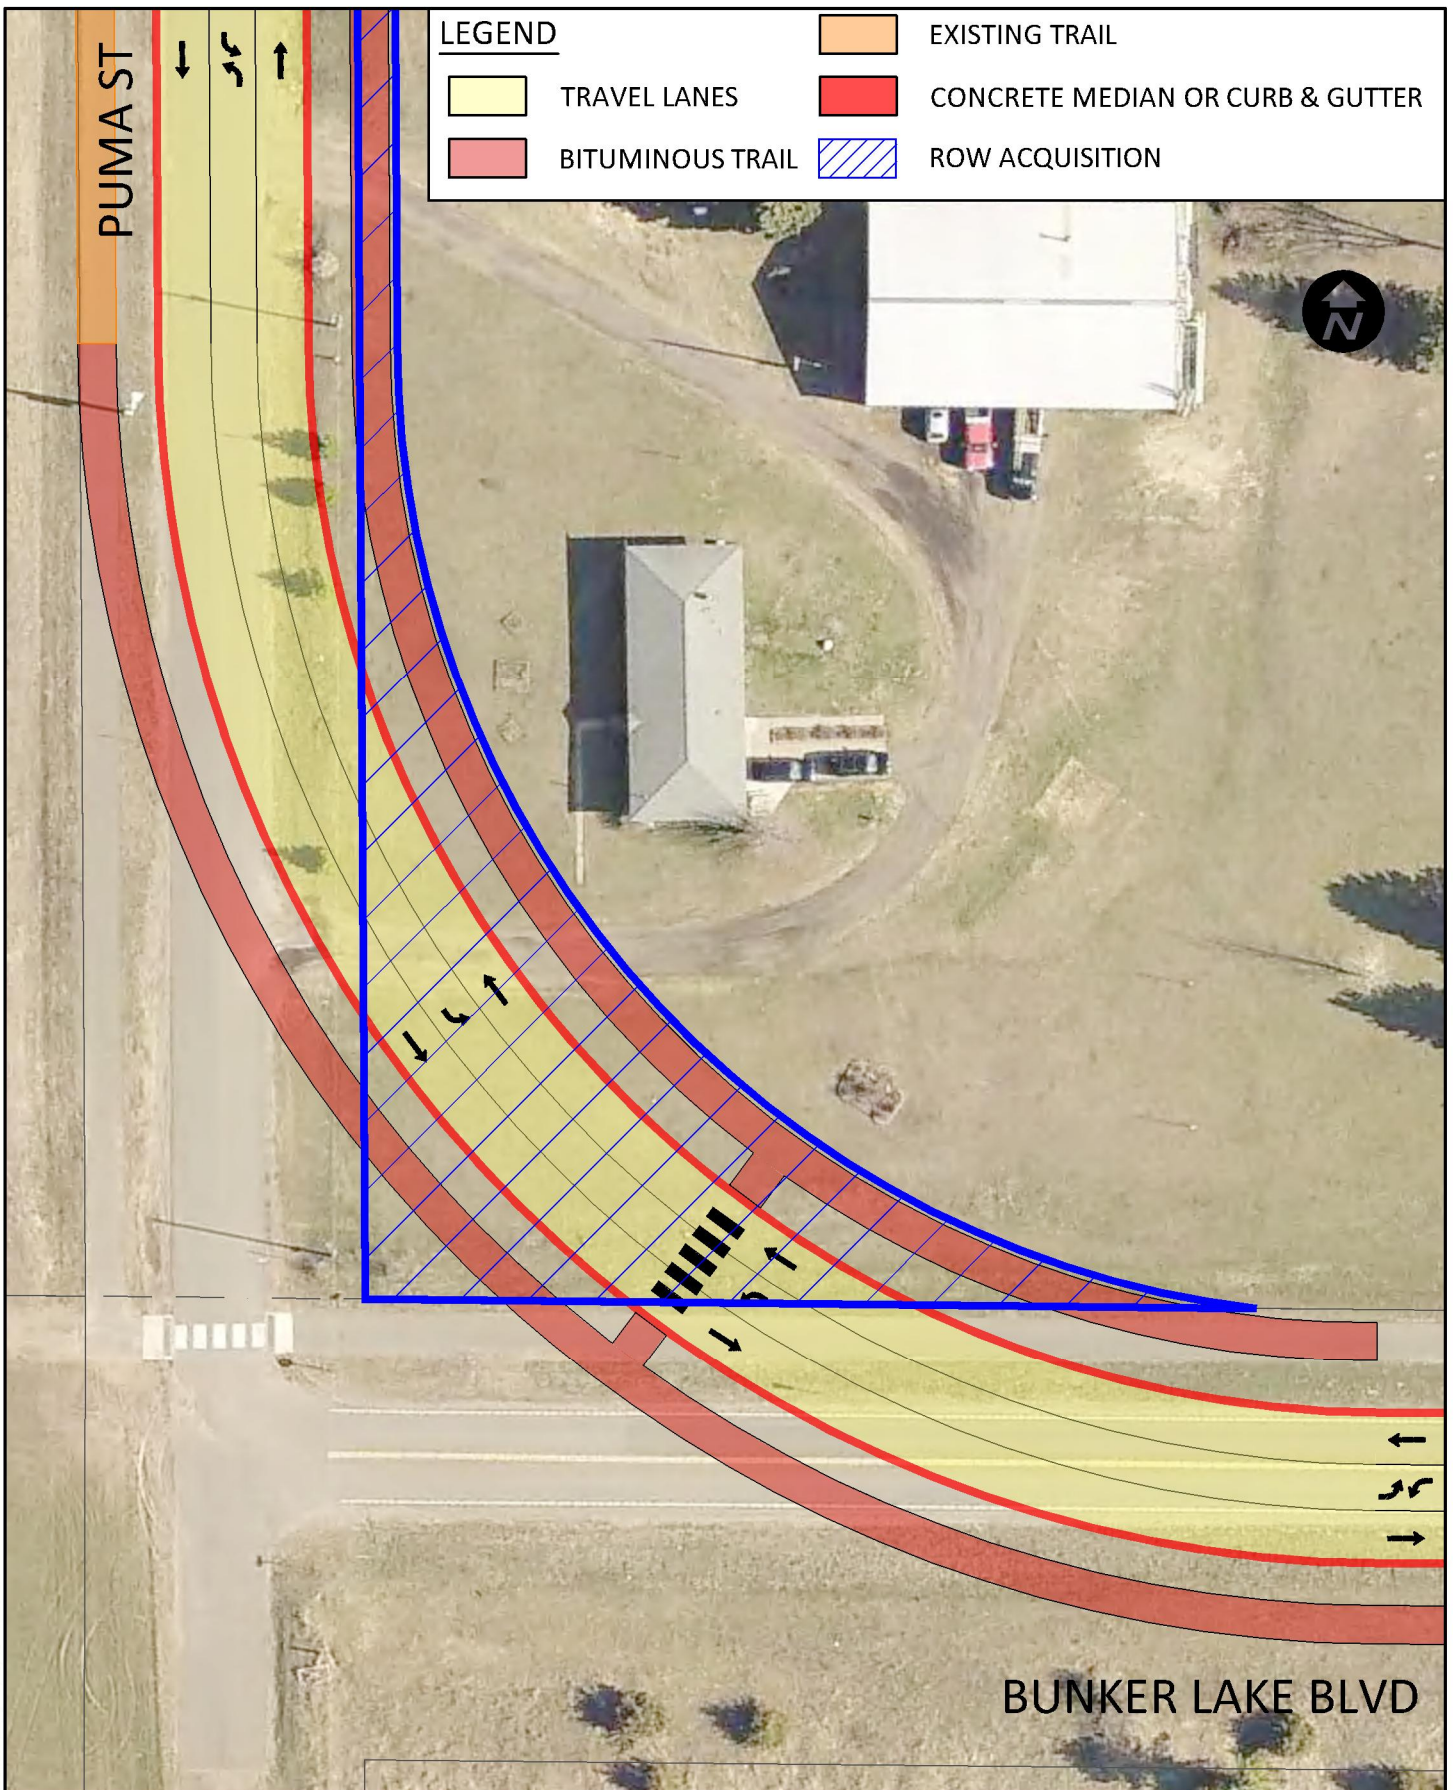 PUMA ST
LEGEND
TRAVEL LANES
BITUMINOUS TRAIL
EXISTING TRAIL
CONCRETE MEDIAN OR CURB & GUTTER
ROW ACQUISITION
N
BUNKER LAKE BLVD